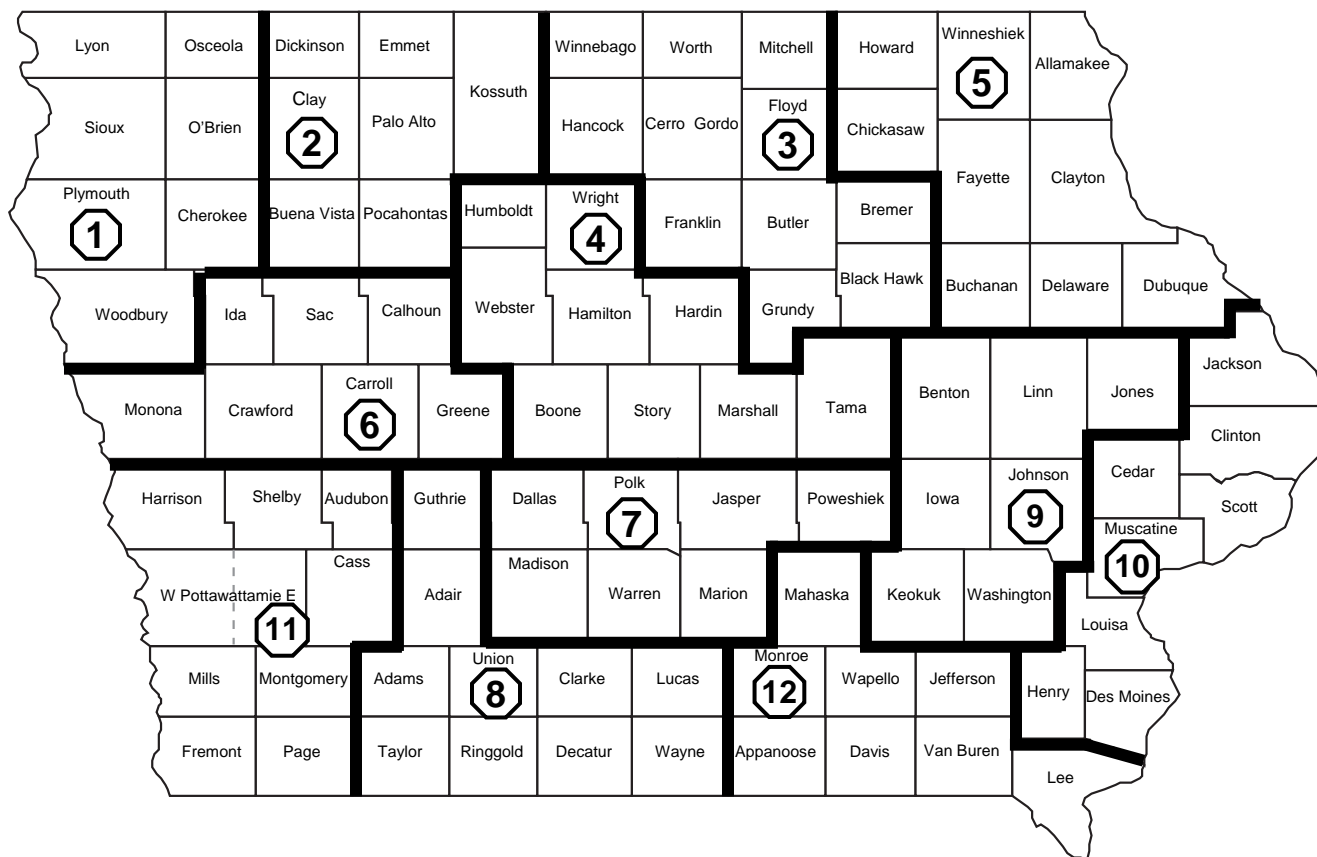 Lyon
Osceola
Dickinson
Emmet
Kossuth
Winnebago
Worth
Mitchell
Howard
Winneshiek
5
Allamakee
Sioux
O'Brien
Clay
2
Palo Alto
Hancock
Cerro Gordo
Floyd
3
Chickasaw
Fayette
Clayton
Plymouth
1
Cherokee
Buena Vista
Pocahontas
Humboldt
Wright
4
Franklin
Butler
Bremer
Woodbury
Ida
Sac
Calhoun
Webster
Hamilton
Hardin
Grundy
Black Hawk
Buchanan
Delaware
Dubuque
Jackson
Monona
Crawford
Carroll
6
Greene
Boone
Story
Marshall
Tama
Benton
Linn
Jones
Clinton
Harrison
Shelby
Audubon
Guthrie
Dallas
Polk
7
Jasper
Poweshiek
Iowa
Johnson
9
Cedar
Scott
Muscatine
10
W Pottawattamie E
11
Cass
Adair
Madison
Warren
Marion
Mahaska
Keokuk
Washington
Louisa
Mills
Montgomery
Adams
Union
8
Clarke
Lucas
Monroe
12
Wapello
Jefferson
Henry
Des Moines
Fremont
Page
Taylor
Ringgold
Decatur
Wayne
Appanoose
Davis
Van Buren
Lee